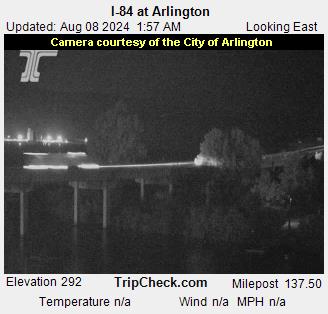 I-84 at Arlington
Updated: Aug 08 2024 1:57 AM Looking East
Camera courtesy of the City of Arlington
Elevation 292 TripCheck.com Milepost 137.50
Temperature n/a Wind n/a MPH n/a